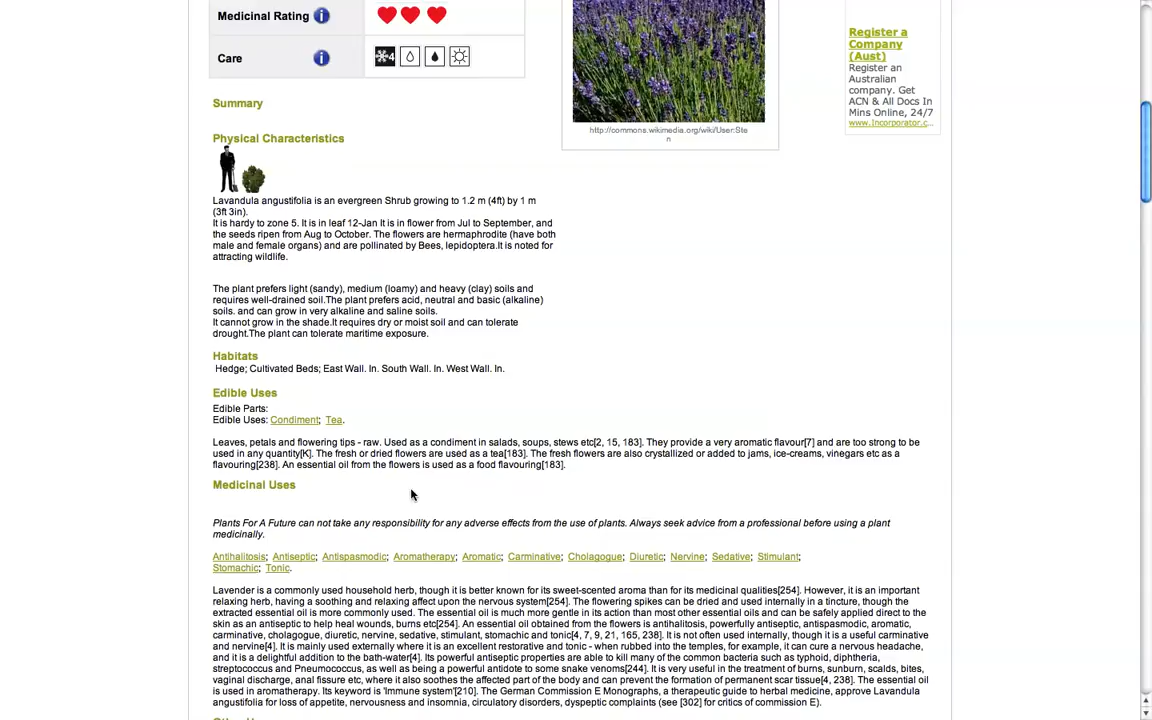 Medicinal Rating
Care
4
Summary
Physical Characteristics
Lavandula angustifolia is an evergreen Shrub growing to 1.2 m (4ft) by 1 m
(3ft 3in).
It is hardy to zone 5. It is in leaf 12-Jan It is in flower from Jul to September, and
the seeds ripen from Aug to October. The flowers are hermaphrodite (have both
male and female organs) and are pollinated by Bees, lepidoptera.It is noted for
attracting wildlife.
The plant prefers light (sandy), medium (loamy) and heavy (clay) soils and
requires well-drained soil.The plant prefers acid, neutral and basic (alkaline)
soils. and can grow in very alkaline and saline soils.
It cannot grow in the shade.It requires dry or moist soil and can tolerate
drought.The plant can tolerate maritime exposure.
http://commons.wikimedia.org/wiki/User:Ste
n
Register a
Company
(Aust)
Register an
Australian
company. Get
ACN & All Docs In
Mins Online, 24/7
www.Incorporator.c...
Habitats
Hedge; Cultivated Beds; East Wall. In. South Wall. In. West Wall. In.
Edible Uses
Edible Parts:
Edible Uses: Condiment; Tea.
Leaves, petals and flowering tips - raw. Used as a condiment in salads, soups, stews etc[2, 15, 183]. They provide a very aromatic flavour[7] and are too strong to be
used in any quantity[K]. The fresh or dried flowers are used as a tea[183]. The fresh flowers are also crystallized or added to jams, ice-creams, vinegars etc as a
flavouring[238]. An essential oil from the flowers is used as a food flavouring[183].
Medicinal Uses
Plants For A Future can not take any responsibility for any adverse effects from the use of plants. Always seek advice from a professional before using a plant
medicinally.
Antihalitosis; Antiseptic; Antispasmodic; Aromatherapy; Aromatic; Carminative; Cholagogue; Diuretic; Nervine; Sedative; Stimulant;
Stomachic; Tonic.
Lavender is a commonly used household herb, though it is better known for its sweet-scented aroma than for its medicinal qualities[254]. However, it is an important
relaxing herb, having a soothing and relaxing affect upon the nervous system[254]. The flowering spikes can be dried and used internally in a tincture, though the
extracted essential oil is more commonly used. The essential oil is much more gentle in its action than most other essential oils and can be safely applied direct to the
skin as an antiseptic to help heal wounds, burns etc[254]. An essential oil obtained from the flowers is antihalitosis, powerfully antiseptic, antispasmodic, aromatic,
carminative, cholagogue, diuretic, nervine, sedative, stimulant, stomachic and tonic[4, 7, 9, 21, 165, 238]. It is not often used internally, though it is a useful carminative
and nervine[4]. It is mainly used externally where it is an excellent restorative and tonic - when rubbed into the temples, for example, it can cure a nervous headache,
and it is a delightful addition to the bath-water[4]. Its powerful antiseptic properties are able to kill many of the common bacteria such as typhoid, diphtheria,
streptococcus and Pneumococcus, as well as being a powerful antidote to some snake venoms[244]. It is very useful in the treatment of burns, sunburn, scalds, bites,
vaginal discharge, anal fissure etc, where it also soothes the affected part of the body and can prevent the formation of permanent scar tissue[4, 238]. The essential oil
is used in aromatherapy. Its keyword is 'Immune system'[210]. The German Commission E Monographs, a therapeutic guide to herbal medicine, approve Lavandula
angustifolia for loss of appetite, nervousness and insomnia, circulatory disorders, dyspeptic complaints (see [302] for critics of commission E).